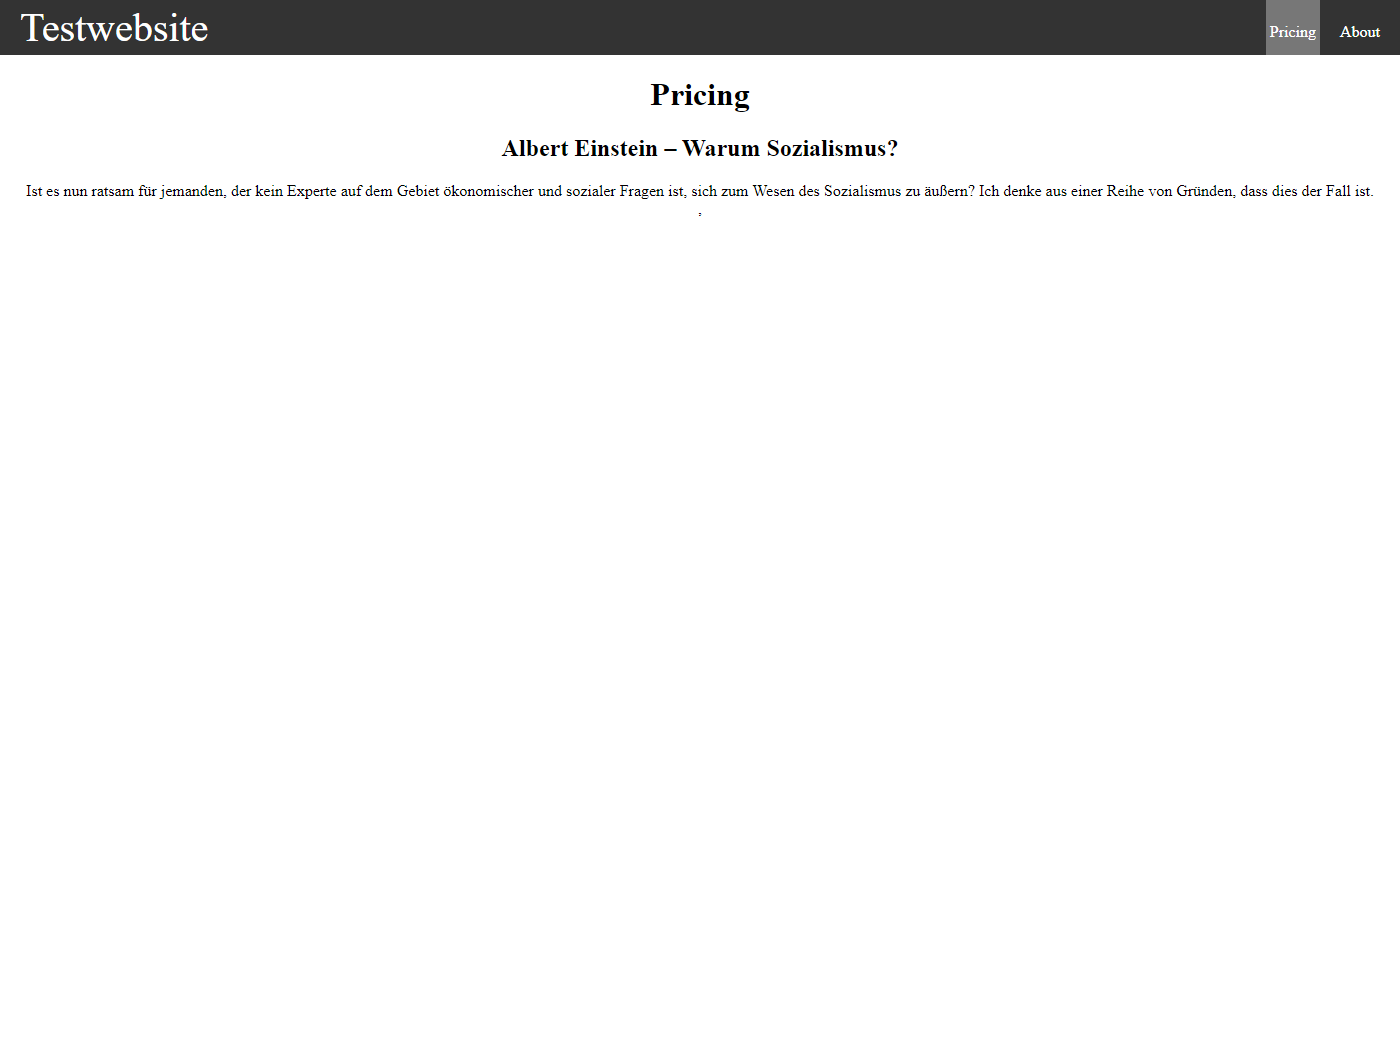 Testwebsite
Pricing
About
Pricing
Albert Einstein – Warum Sozialismus?
Ist es nun ratsam für jemanden, der kein Experte auf dem Gebiet ökonomischer und sozialer Fragen ist, sich zum Wesen des Sozialismus zu äußern? Ich denke aus einer Reihe von Gründen, dass dies der Fall ist.
,